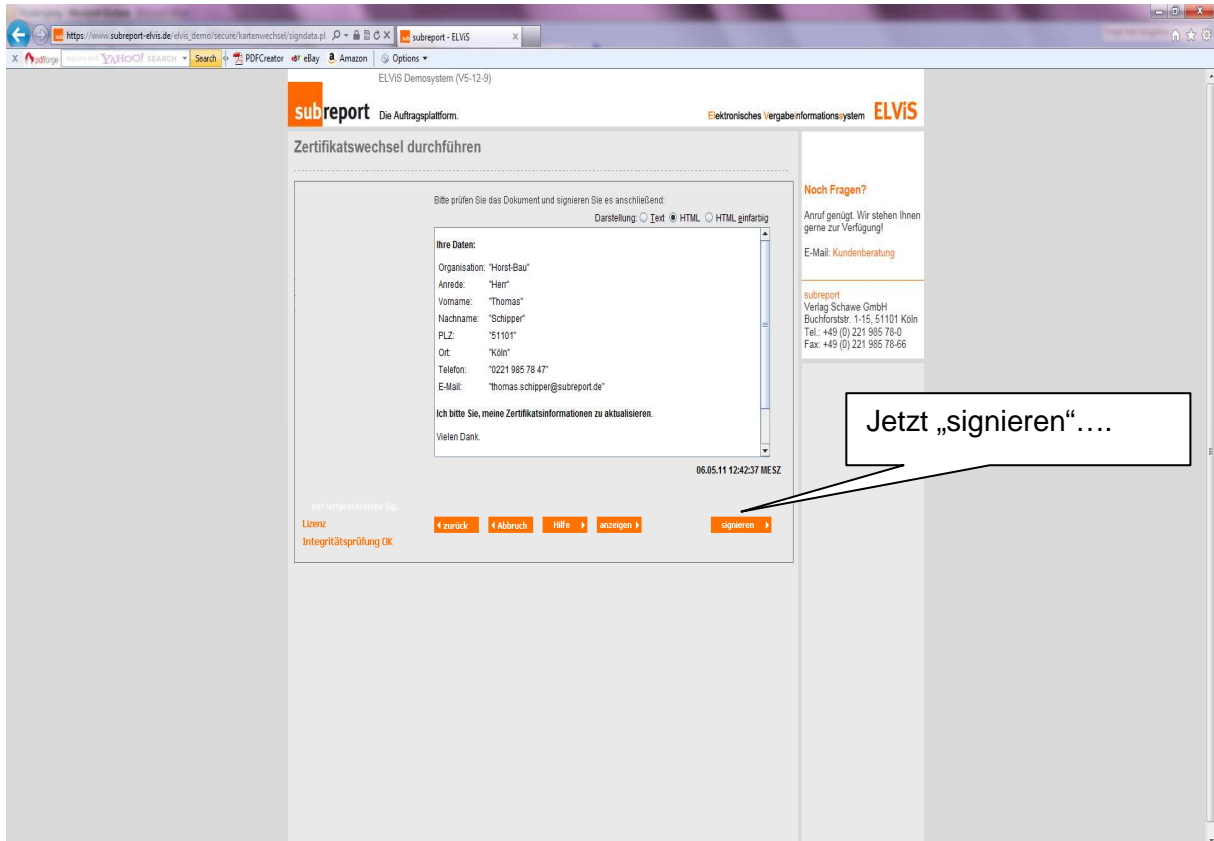 https://www.subreport-elvis.de/elvis_demo/secure/kartenwechsel/signdata.pl
subreport - ELViS
X pdfforge YAHOO! SEARCH Search PDFCreator eBay Amazon Options
ELViS Demosystem (V5-12-9)
subreport Die Auftragsplattform.
Elektronisches Vergabeinformationssystem ELViS
Zertifikatswechsel durchführen
Bitte prüfen Sie das Dokument und signieren Sie es anschließend:
Darstellung: Text HTML HTML einfarbig
Ihre Daten:
Organisation: "Horst-Bau"
Anrede: "Herr"
Vorname: "Thomas"
Nachname: "Schipper"
PLZ: "51101"
Ort: "Köln"
Telefon: "0221 985 78 47"
E-Mail: "thomas.schipper@subreport.de"
Ich bitte Sie, meine Zertifikatsinformationen zu aktualisieren.
Vielen Dank.
06.05.11 12:42:37 MESZ
nur fortgeschrittene Sig.
Lizenz
Integritätsprüfung OK
zurück Abbruch Hilfe anzeigen signieren
Noch Fragen?
Anruf genügt. Wir stehen Ihnen
gerne zur Verfügung!
E-Mail: Kundenberatung
subreport
Verlag Schawe GmbH
Buchforststr. 1-15, 51101 Köln
Tel.: +49 (0) 221 985 78-0
Fax: +49 (0) 221 985 78-66
Jetzt „signieren“….